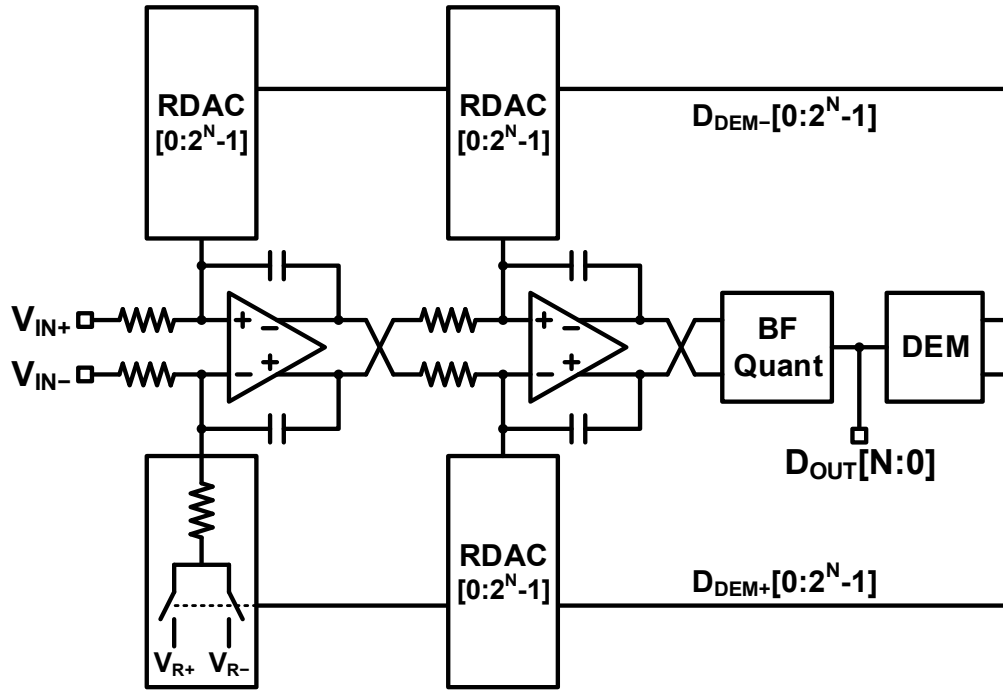 RDAC
[0:2^N-1]
RDAC
[0:2^N-1]
D_DEM−[0:2^N-1]
V_IN+
V_IN−
+
−
+
−
+
−
+
−
BF
Quant
DEM
D_OUT[N:0]
RDAC
[0:2^N-1]
D_DEM+[0:2^N-1]
V_R+
V_R−